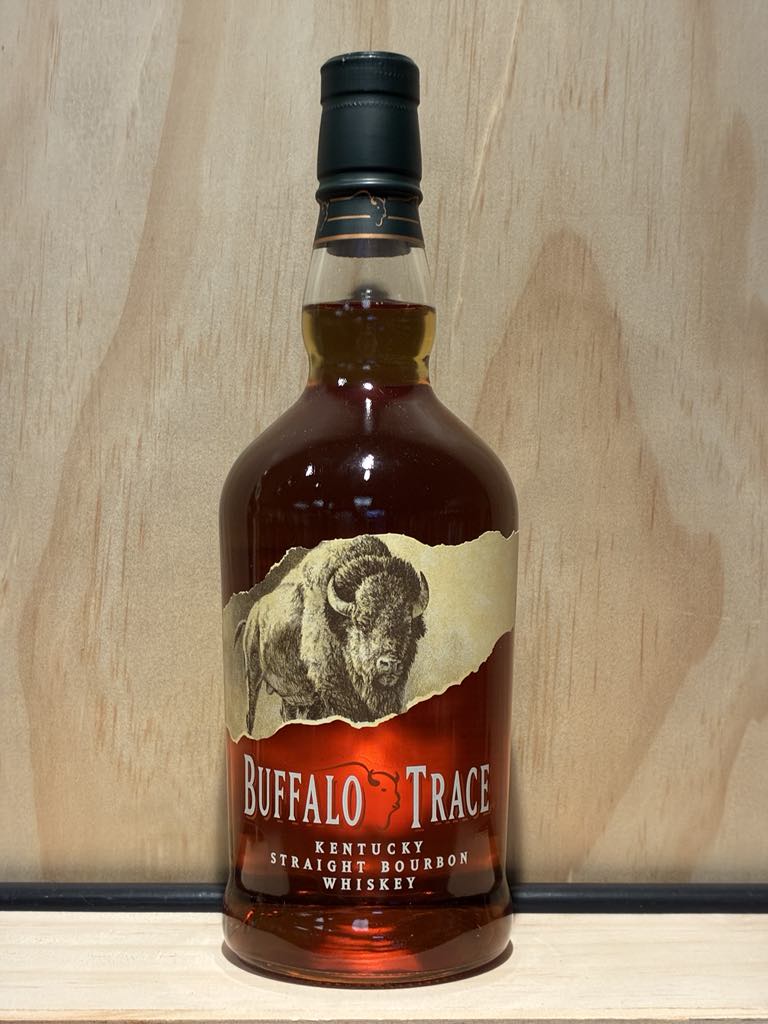 BUFFALO TRACE
KENTUCKY
STRAIGHT BOURBON
WHISKEY